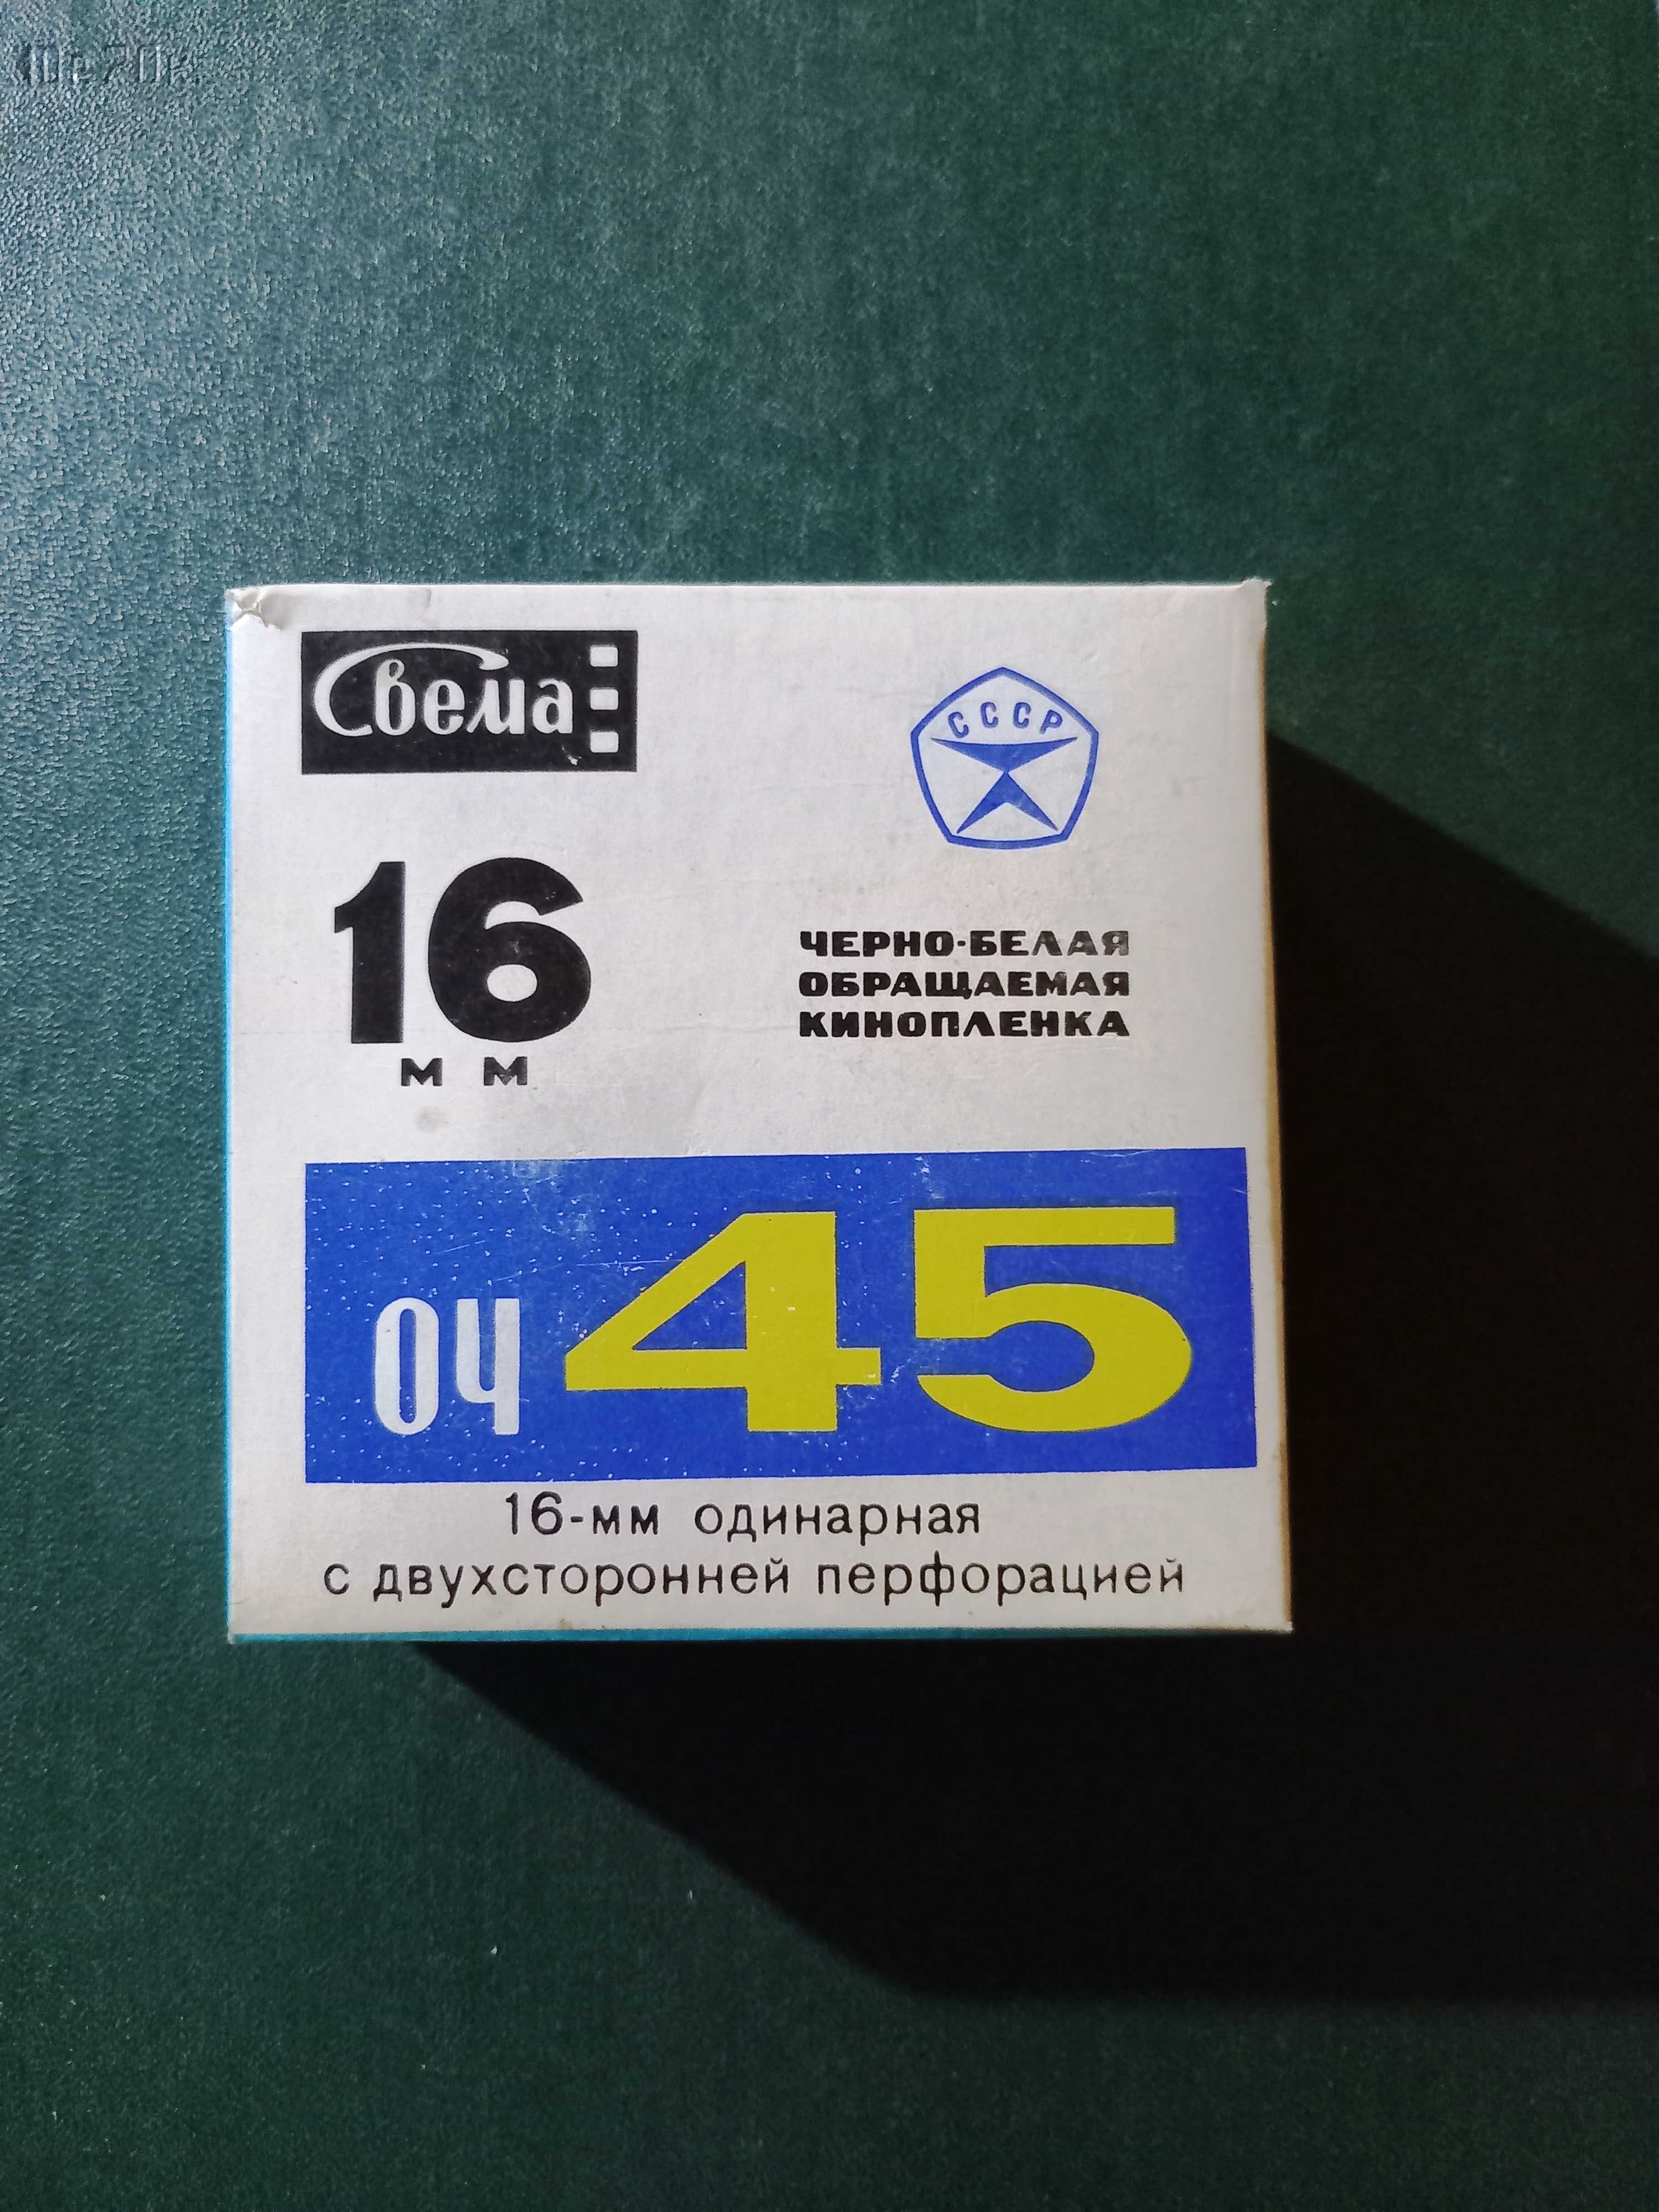 Свема
СССР
16
мм
ЧЕРНО-БЕЛАЯ
ОБРАЩАЕМАЯ
КИНОПЛЕНКА
ОЧ 45
16-мм одинарная
с двухсторонней перфорацией